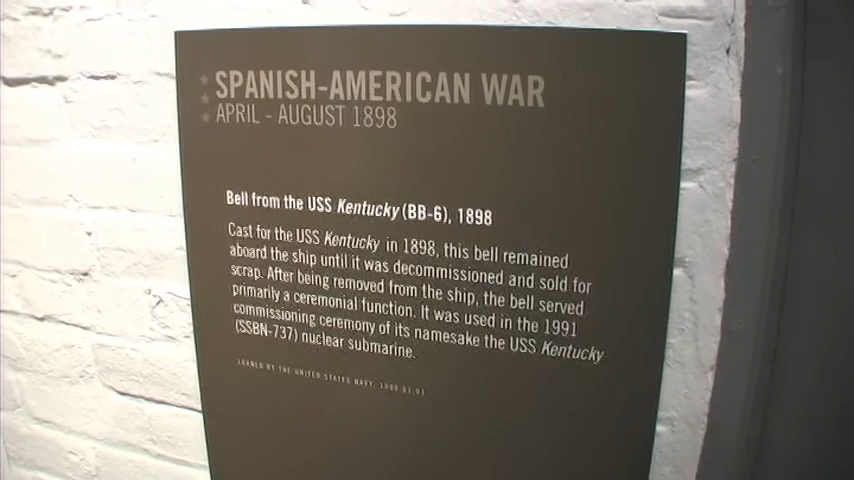 SPANISH-AMERICAN WAR
APRIL - AUGUST 1898
Bell from the USS Kentucky (BB-6), 1898
Cast for the USS Kentucky in 1898, this bell remained
aboard the ship until it was decommissioned and sold for
scrap. After being removed from the ship, the bell served
primarily a ceremonial function. It was used in the 1991
commissioning ceremony of its namesake the USS Kentucky
(SSBN-737) nuclear submarine.
LOANED BY THE UNITED STATES NAVY,